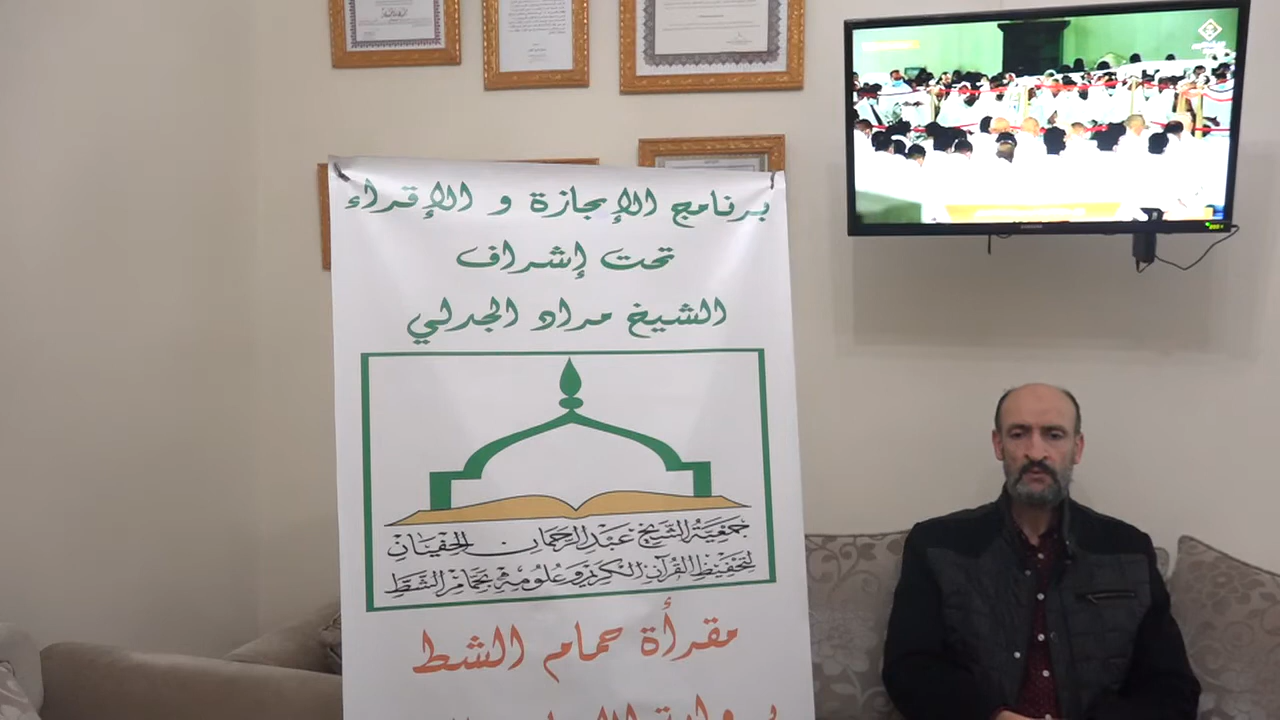 برنامج الإجازة و الإقراء
تحت إشراف
الشيخ مراد الجدلي
جمعية الشيخ عبد الرحمان الحفيان
لتحفيظ القرآن الكريم وعلومه بحمام الشط
مقرأة حمام الشط
SAMSUNG